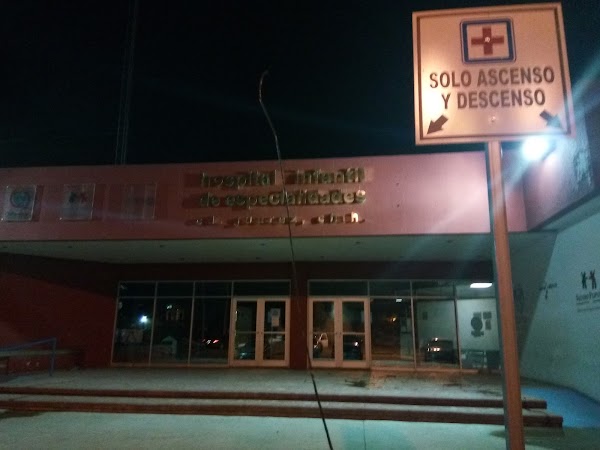 SOLO ASCENSO
Y DESCENSO
hospital infantil
de especialidades